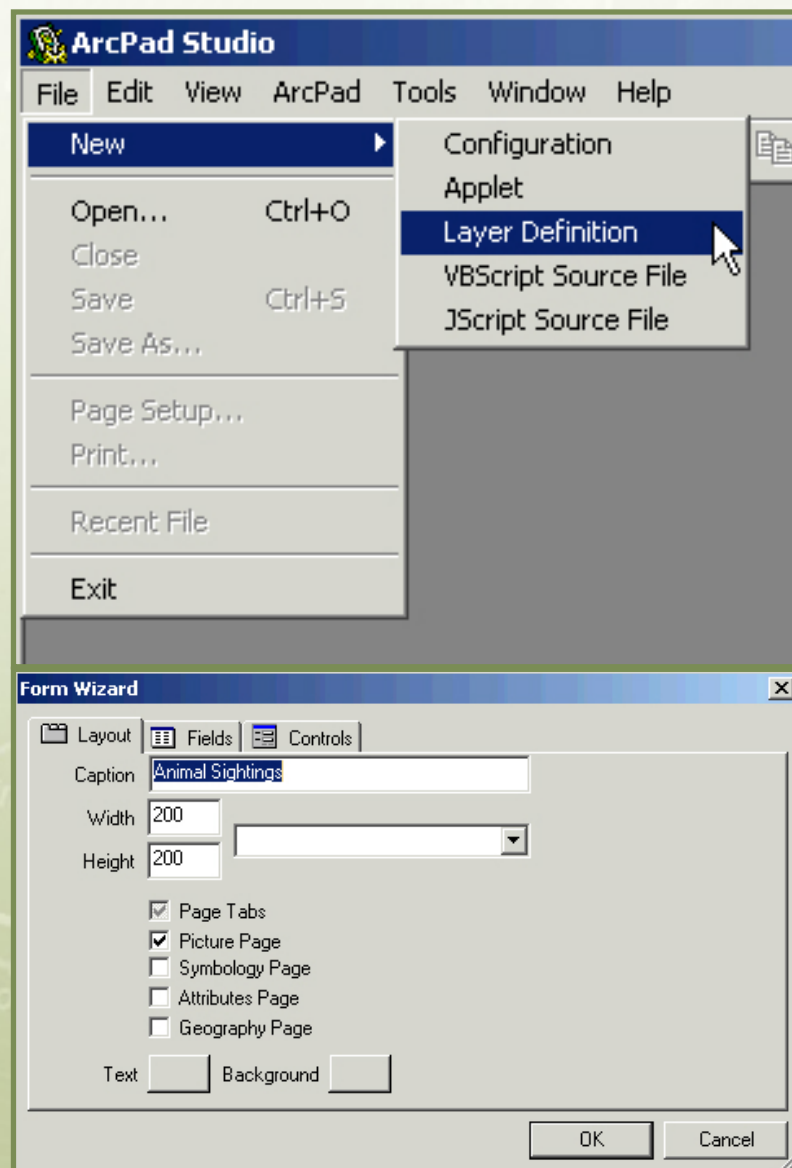 ArcPad Studio
File Edit View ArcPad Tools Window Help
New
Open... Ctrl+O
Close
Save Ctrl+S
Save As...
Page Setup...
Print...
Recent File
Exit
Configuration
Applet
Layer Definition
VBScript Source File
JScript Source File
Form Wizard
Layout Fields Controls
Caption Animal Sightings
Width 200
Height 200
Page Tabs
Picture Page
Symbology Page
Attributes Page
Geography Page
Text Background
OK Cancel